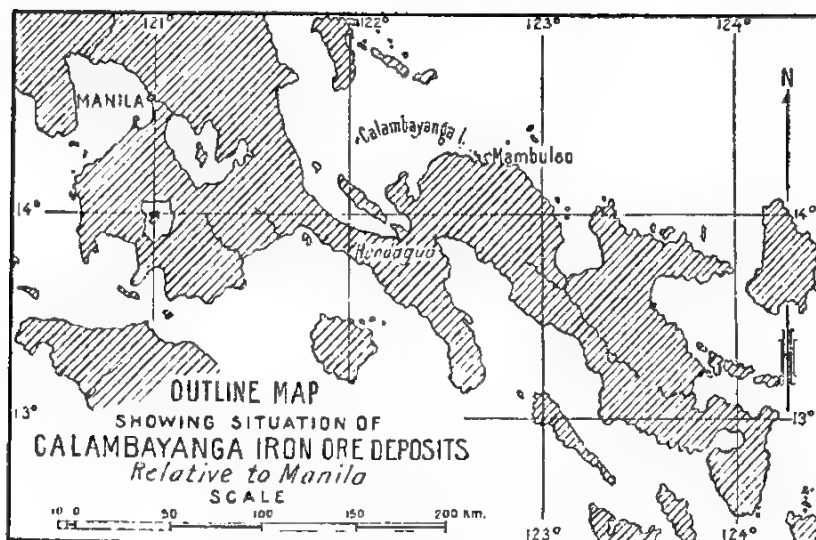 121° 122° 123° 124°
N
MANILA
Calambayanga I.
Mambulao
14° 14°
Hondagua
OUTLINE MAP
SHOWING SITUATION OF
CALAMBAYANGA IRON ORE DEPOSITS
Relative to Manila
SCALE
10 0 50 100 150 200 Km.
13° 13°
123° 124°